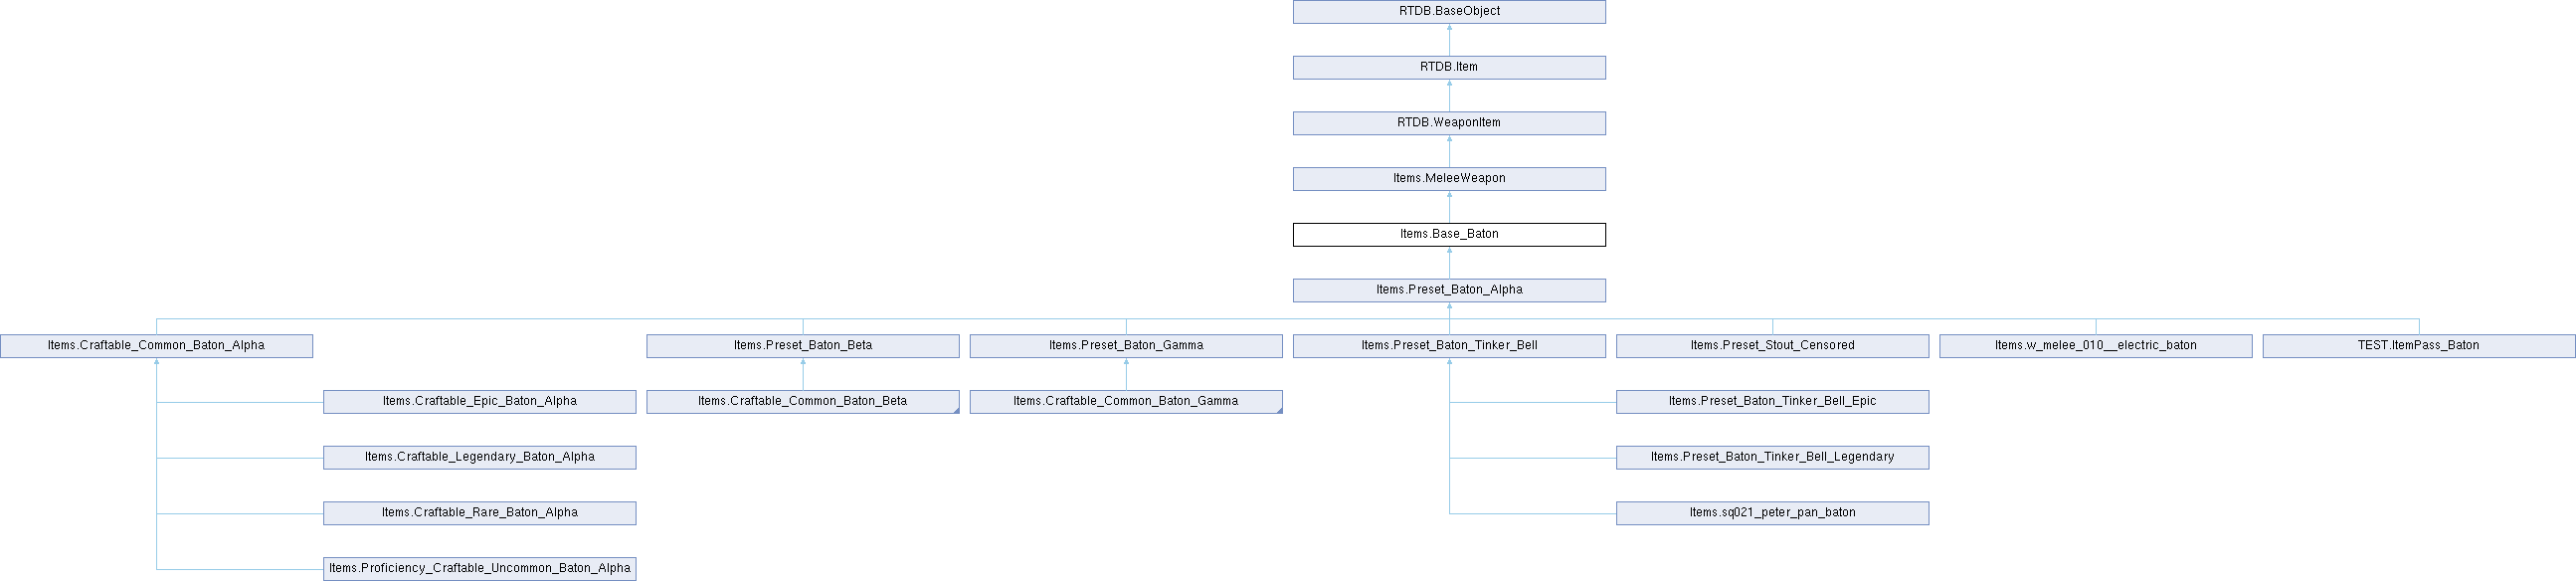 RTDB.BaseObject
RTDB.Item
RTDB.WeaponItem
Items.MeleeWeapon
Items.Base_Baton
Items.Preset_Baton_Alpha
Items.Craftable_Common_Baton_Alpha
Items.Preset_Baton_Beta
Items.Preset_Baton_Gamma
Items.Preset_Baton_Tinker_Bell
Items.Preset_Stout_Censored
Items.w_melee_010__electric_baton
TEST.ItemPass_Baton
Items.Craftable_Epic_Baton_Alpha
Items.Craftable_Common_Baton_Beta
Items.Craftable_Common_Baton_Gamma
Items.Preset_Baton_Tinker_Bell_Epic
Items.Craftable_Legendary_Baton_Alpha
Items.Preset_Baton_Tinker_Bell_Legendary
Items.Craftable_Rare_Baton_Alpha
Items.sq021_peter_pan_baton
Items.Proficiency_Craftable_Uncommon_Baton_Alpha